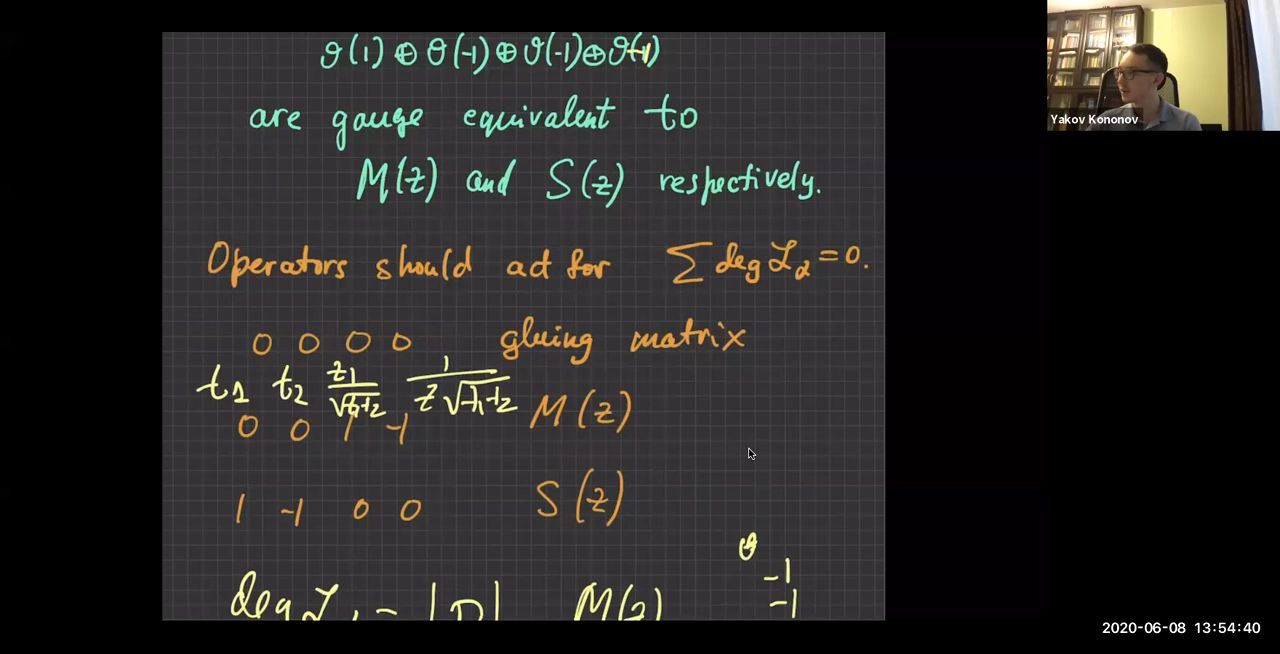 𝒪(1) ⊕ 𝒪(-1) ⊕ 𝒪(-1) ⊕ 𝒪(-1)
are gauge equivalent to
M(z) and S(z) respectively.
Operators should act for ∑ deg ℒ_α = 0.
0 0 0 0 gluing matrix
t₁ t₂ z/√t₁t₂ 1/z√t₁t₂
0 0 1 -1 M(z)
1 -1 0 0 S(z)
𝒪
-1
-1
deg ℒ M(z)
Yakov Kononov
2020-06-08 13:54:40